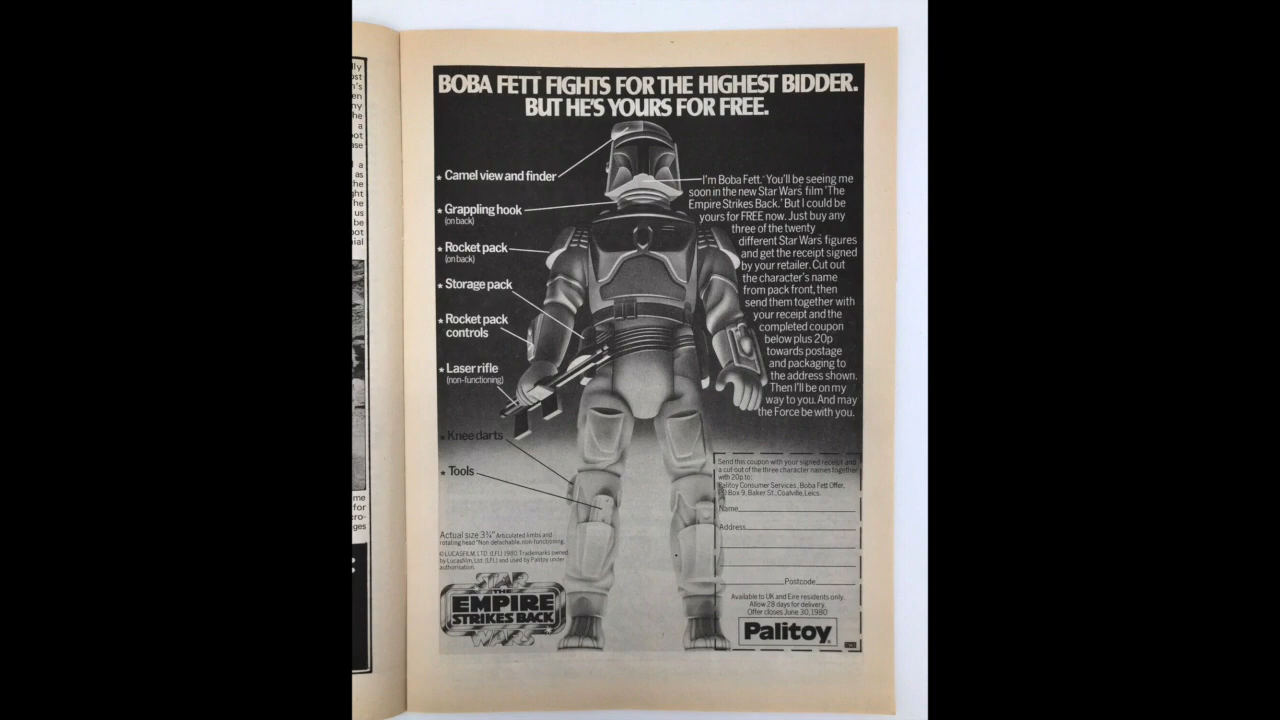 BOBA FETT FIGHTS FOR THE HIGHEST BIDDER.
BUT HE'S YOURS FOR FREE.
* Camel view and finder
* Grappling hook
(on back)
* Rocket pack
(on back)
* Storage pack
* Rocket pack
controls
* Laser rifle
(non-functioning)
* Knee darts
* Tools
I'm Boba Fett. You'll be seeing me
soon in the new Star Wars film 'The
Empire Strikes Back.' But I could be
yours for FREE now. Just buy any
three of the twenty
different Star Wars figures
and get the receipt signed
by your retailer. Cut out
the character's name
from pack front, then
send them together with
your receipt and the
completed coupon
below plus 20p
towards postage
and packaging to
the address shown.
Then I'll be on my
way to you. And may
the Force be with you.
Actual size 3¾" Articulated limbs and
rotating head *Non detachable, non-functioning.
© LUCASFILM, LTD. (LFL) 1980. Trademarks owned
by Lucasfilm, Ltd. (LFL) and used by Palitoy under
authorisation.
STAR
THE
EMPIRE
STRIKES BACK
WARS
Send this coupon with your signed receipt and
a cut-out of the three character names together
with 20p to:
Palitoy Consumer Services, Boba Fett Offer,
PO Box 9, Baker St., Coalville, Leics.
Name
Address
Postcode
Available to UK and Eire residents only.
Allow 28 days for delivery.
Offer closes June 30, 1980
Palitoy